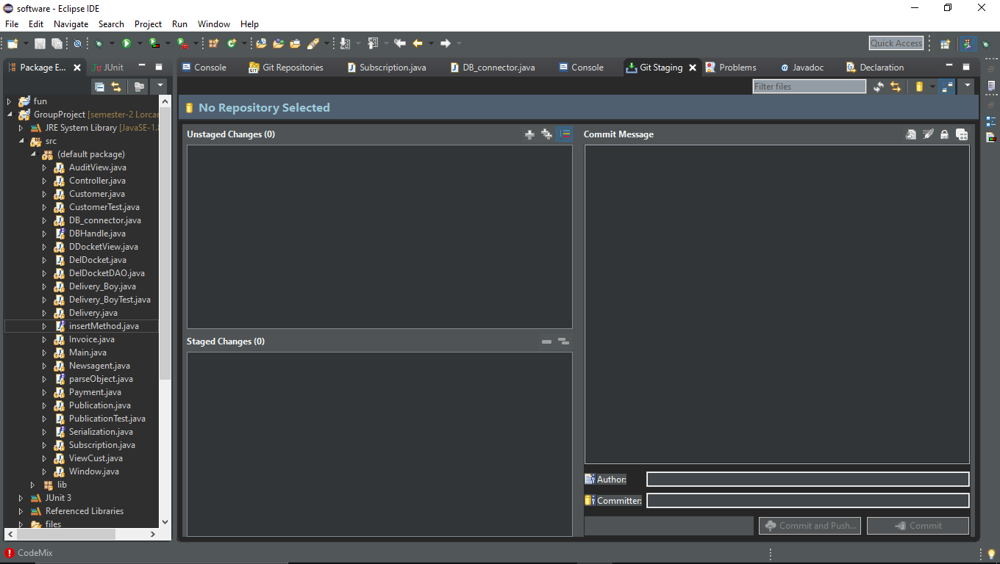 software - Eclipse IDE
File Edit Navigate Search Project Run Window Help
Quick Access
Package E... JUnit
Console Git Repositories Subscription.java DB_connector.java Console Git Staging Problems Javadoc Declaration
Filter files
No Repository Selected
fun
GroupProject [semester-2
JRE System Library
src
(default package)
AuditView.java
Controller.java
Customer.java
CustomerTest.java
DB_connector.java
DBHandle.java
DDocketView.java
DelDocket.java
DelDocketDAO.java
Delivery_Boy.java
Delivery_BoyTest.java
Delivery.java
insertMethod.java
Invoice.java
Main.java
Newsagent.java
parseObject.java
Payment.java
Publication.java
PublicationTest.java
Serialization.java
Subscription.java
ViewCust.java
Window.java
lib
JUnit 3
Referenced Libraries
files
Unstaged Changes (0)
Staged Changes (0)
Commit Message
Author:
Committer:
Commit and Push... Commit
CodeMix